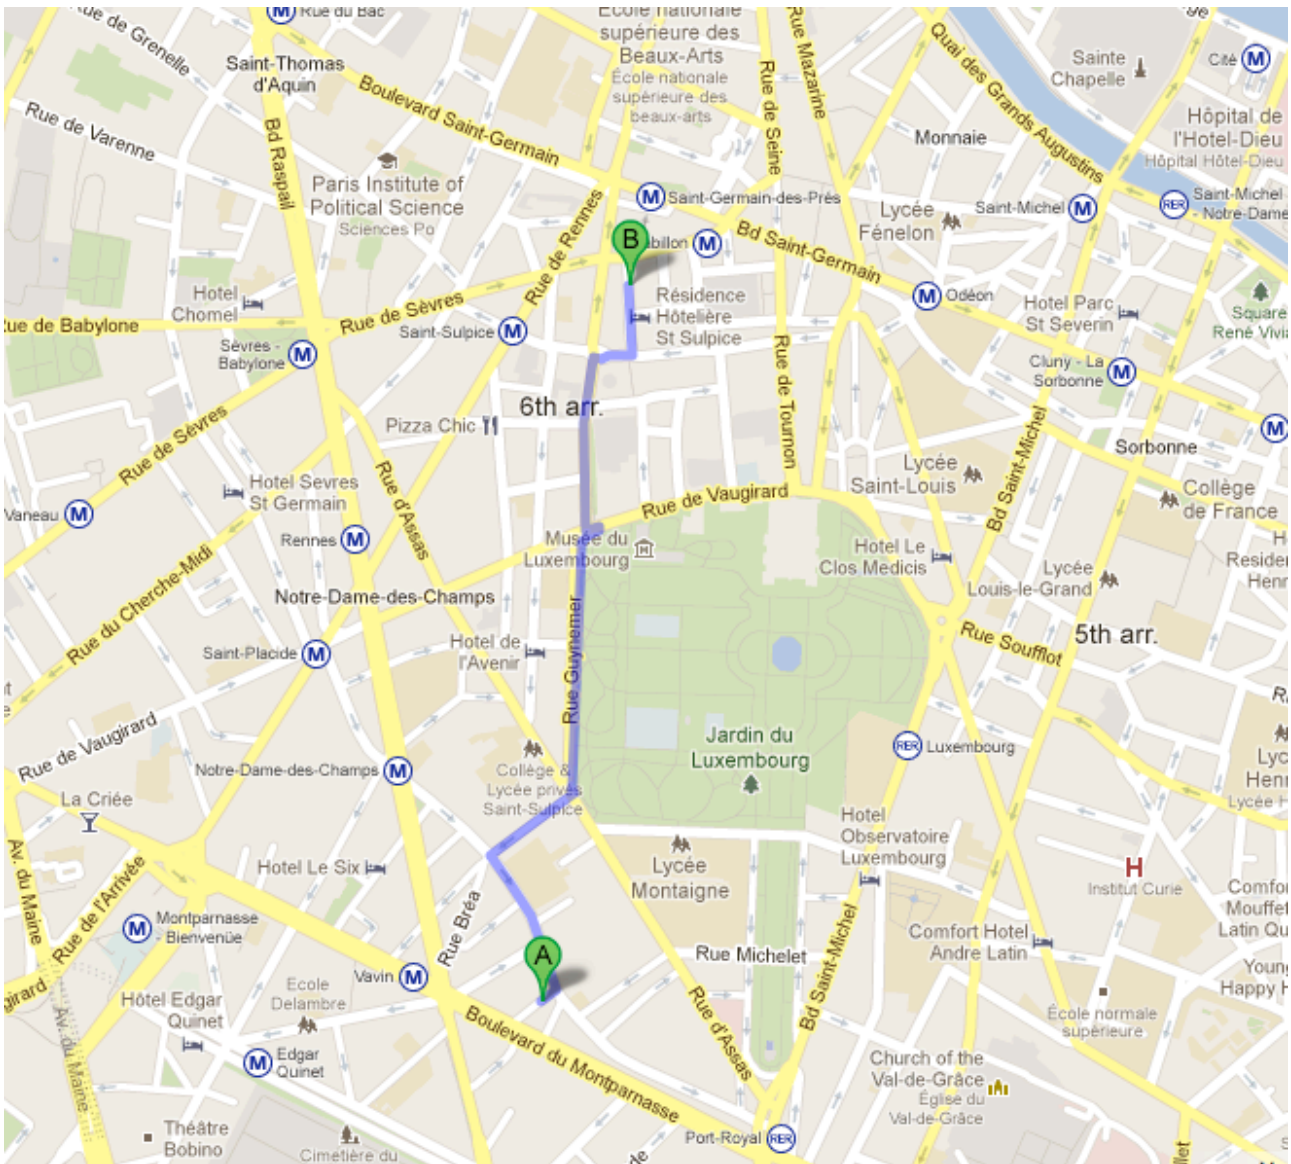 Rue du Bac
Rue de Grenelle
Saint-Thomas
d'Aquin
École nationale
supérieure des
Beaux-Arts
École nationale
supérieure des
beaux-arts
Rue Mazarine
Quai des Grands Augustins
Sainte
Chapelle
Cité
Rue de Varenne
Bd Raspail
Boulevard Saint-Germain
Rue de Seine
Monnaie
Hôpital de
l'Hotel-Dieu
Hôpital Hôtel-Dieu
Paris Institute of
Political Science
Sciences Po
Rue de Rennes
Saint-Germain-des-Prés
Lycée
Fénelon
Saint-Michel
RER
Saint-Michel
- Notre-Dame
B
Bd Saint-Germain
Hotel
Chomel
Rue de Sèvres
Saint-Sulpice
Résidence
Hôtelière
St Sulpice
Odéon
Hotel Parc
St Severin
Square
de Babylone
Sèvres -
Babylone
Rue de Tournon
Cluny - La
Sorbonne
6th arr.
Pizza Chic
Rue de Sèvres
Rue d'Assas
Bd Saint-Michel
Sorbonne
Lycée
Saint-Louis
Collège
de France
Hotel Sevres
St Germain
Rue de Vaugirard
Vaneau
Rennes
Musée du
Luxembourg
Hotel Le
Clos Medicis
Lycée
Louis-le-Grand
Rue du Cherche-Midi
Notre-Dame-des-Champs
Saint-Placide
Hotel de
l'Avenir
Rue Guynemer
Rue Soufflot
5th arr.
Rue de Vaugirard
Notre-Dame-des-Champs
Collège &
Lycée privés
Saint-Sulpice
Jardin du
Luxembourg
RER
Luxembourg
La Criée
Av. du Maine
Rue de l'Arrivée
Hotel Le Six
Rue Bréa
Lycée
Montaigne
Hotel
Observatoire
Luxembourg
H
Institut Curie
Montparnasse
- Bienvenüe
Vavin
A
Rue Michelet
Bd Saint-Michel
Comfort Hotel
Andre Latin
Hôtel Edgar
Quinet
Ecole
Delambre
Av. du Maine
Edgar
Quinet
Boulevard du Montparnasse
Rue d'Assas
École normale
supérieure
Church of the
Val-de-Grâce
Église du
Val-de-Grâce
Théâtre
Bobino
Cimetière du
Port-Royal
RER